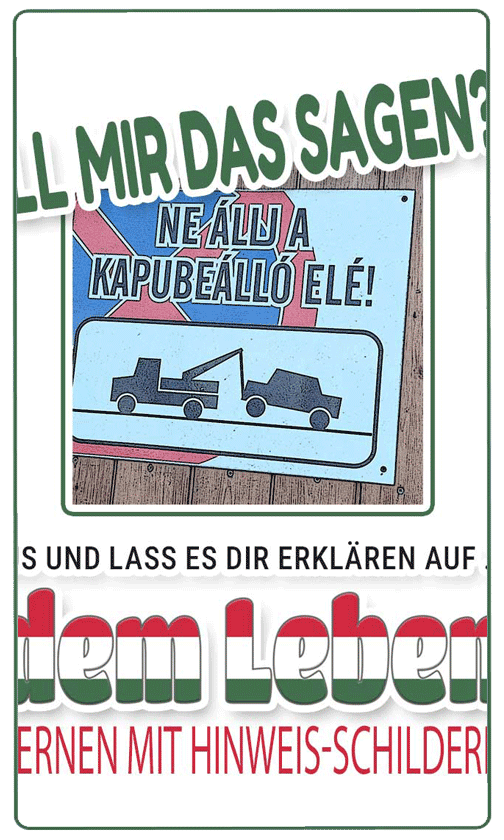 LL MIR DAS SAGEN?
NE ÁLLJ A
KAPUBEÁLLÓ ELÉ!
S UND LASS ES DIR ERKLÄREN AUF
dem Leben
ERNEN MIT HINWEIS-SCHILDER